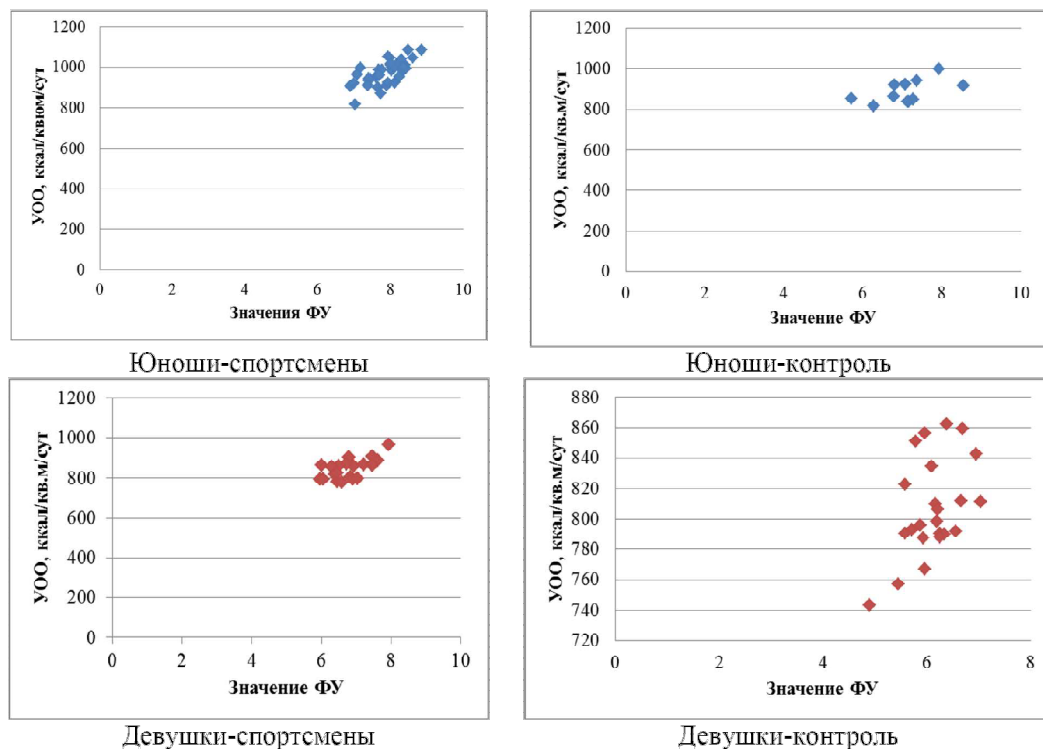 УОО, ккал/квюм/сут
1200
1000
800
600
400
200
0
0 2 4 6 8 10
Значения ФУ
Юноши-спортсмены
УОО, ккал/кв.м/сут
1200
1000
800
600
400
200
0
0 2 4 6 8 10
Значение ФУ
Юноши-контроль
УОО, ккал/кв.м/сут
1200
1000
800
600
400
200
0
0 2 4 6 8 10
Значение ФУ
Девушки-спортсмены
УОО, ккал/кв.м/сут
880
860
840
820
800
780
760
740
720
0 2 4 6 8
Значение ФУ
Девушки-контроль